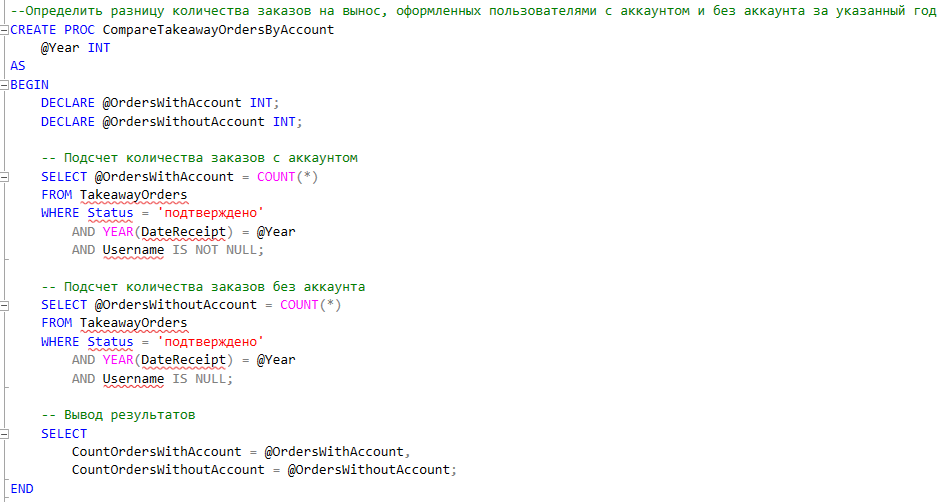 --Определить разницу количества заказов на вынос, оформленных пользователями с аккаунтом и без аккаунта за указанный год
CREATE PROC CompareTakeawayOrdersByAccount
    @Year INT
AS
BEGIN
    DECLARE @OrdersWithAccount INT;
    DECLARE @OrdersWithoutAccount INT;

    -- Подсчет количества заказов с аккаунтом
    SELECT @OrdersWithAccount = COUNT(*)
    FROM TakeawayOrders
    WHERE Status = 'подтверждено'
        AND YEAR(DateReceipt) = @Year
        AND Username IS NOT NULL;

    -- Подсчет количества заказов без аккаунта
    SELECT @OrdersWithoutAccount = COUNT(*)
    FROM TakeawayOrders
    WHERE Status = 'подтверждено'
        AND YEAR(DateReceipt) = @Year
        AND Username IS NULL;

    -- Вывод результатов
    SELECT
        CountOrdersWithAccount = @OrdersWithAccount,
        CountOrdersWithoutAccount = @OrdersWithoutAccount;
END